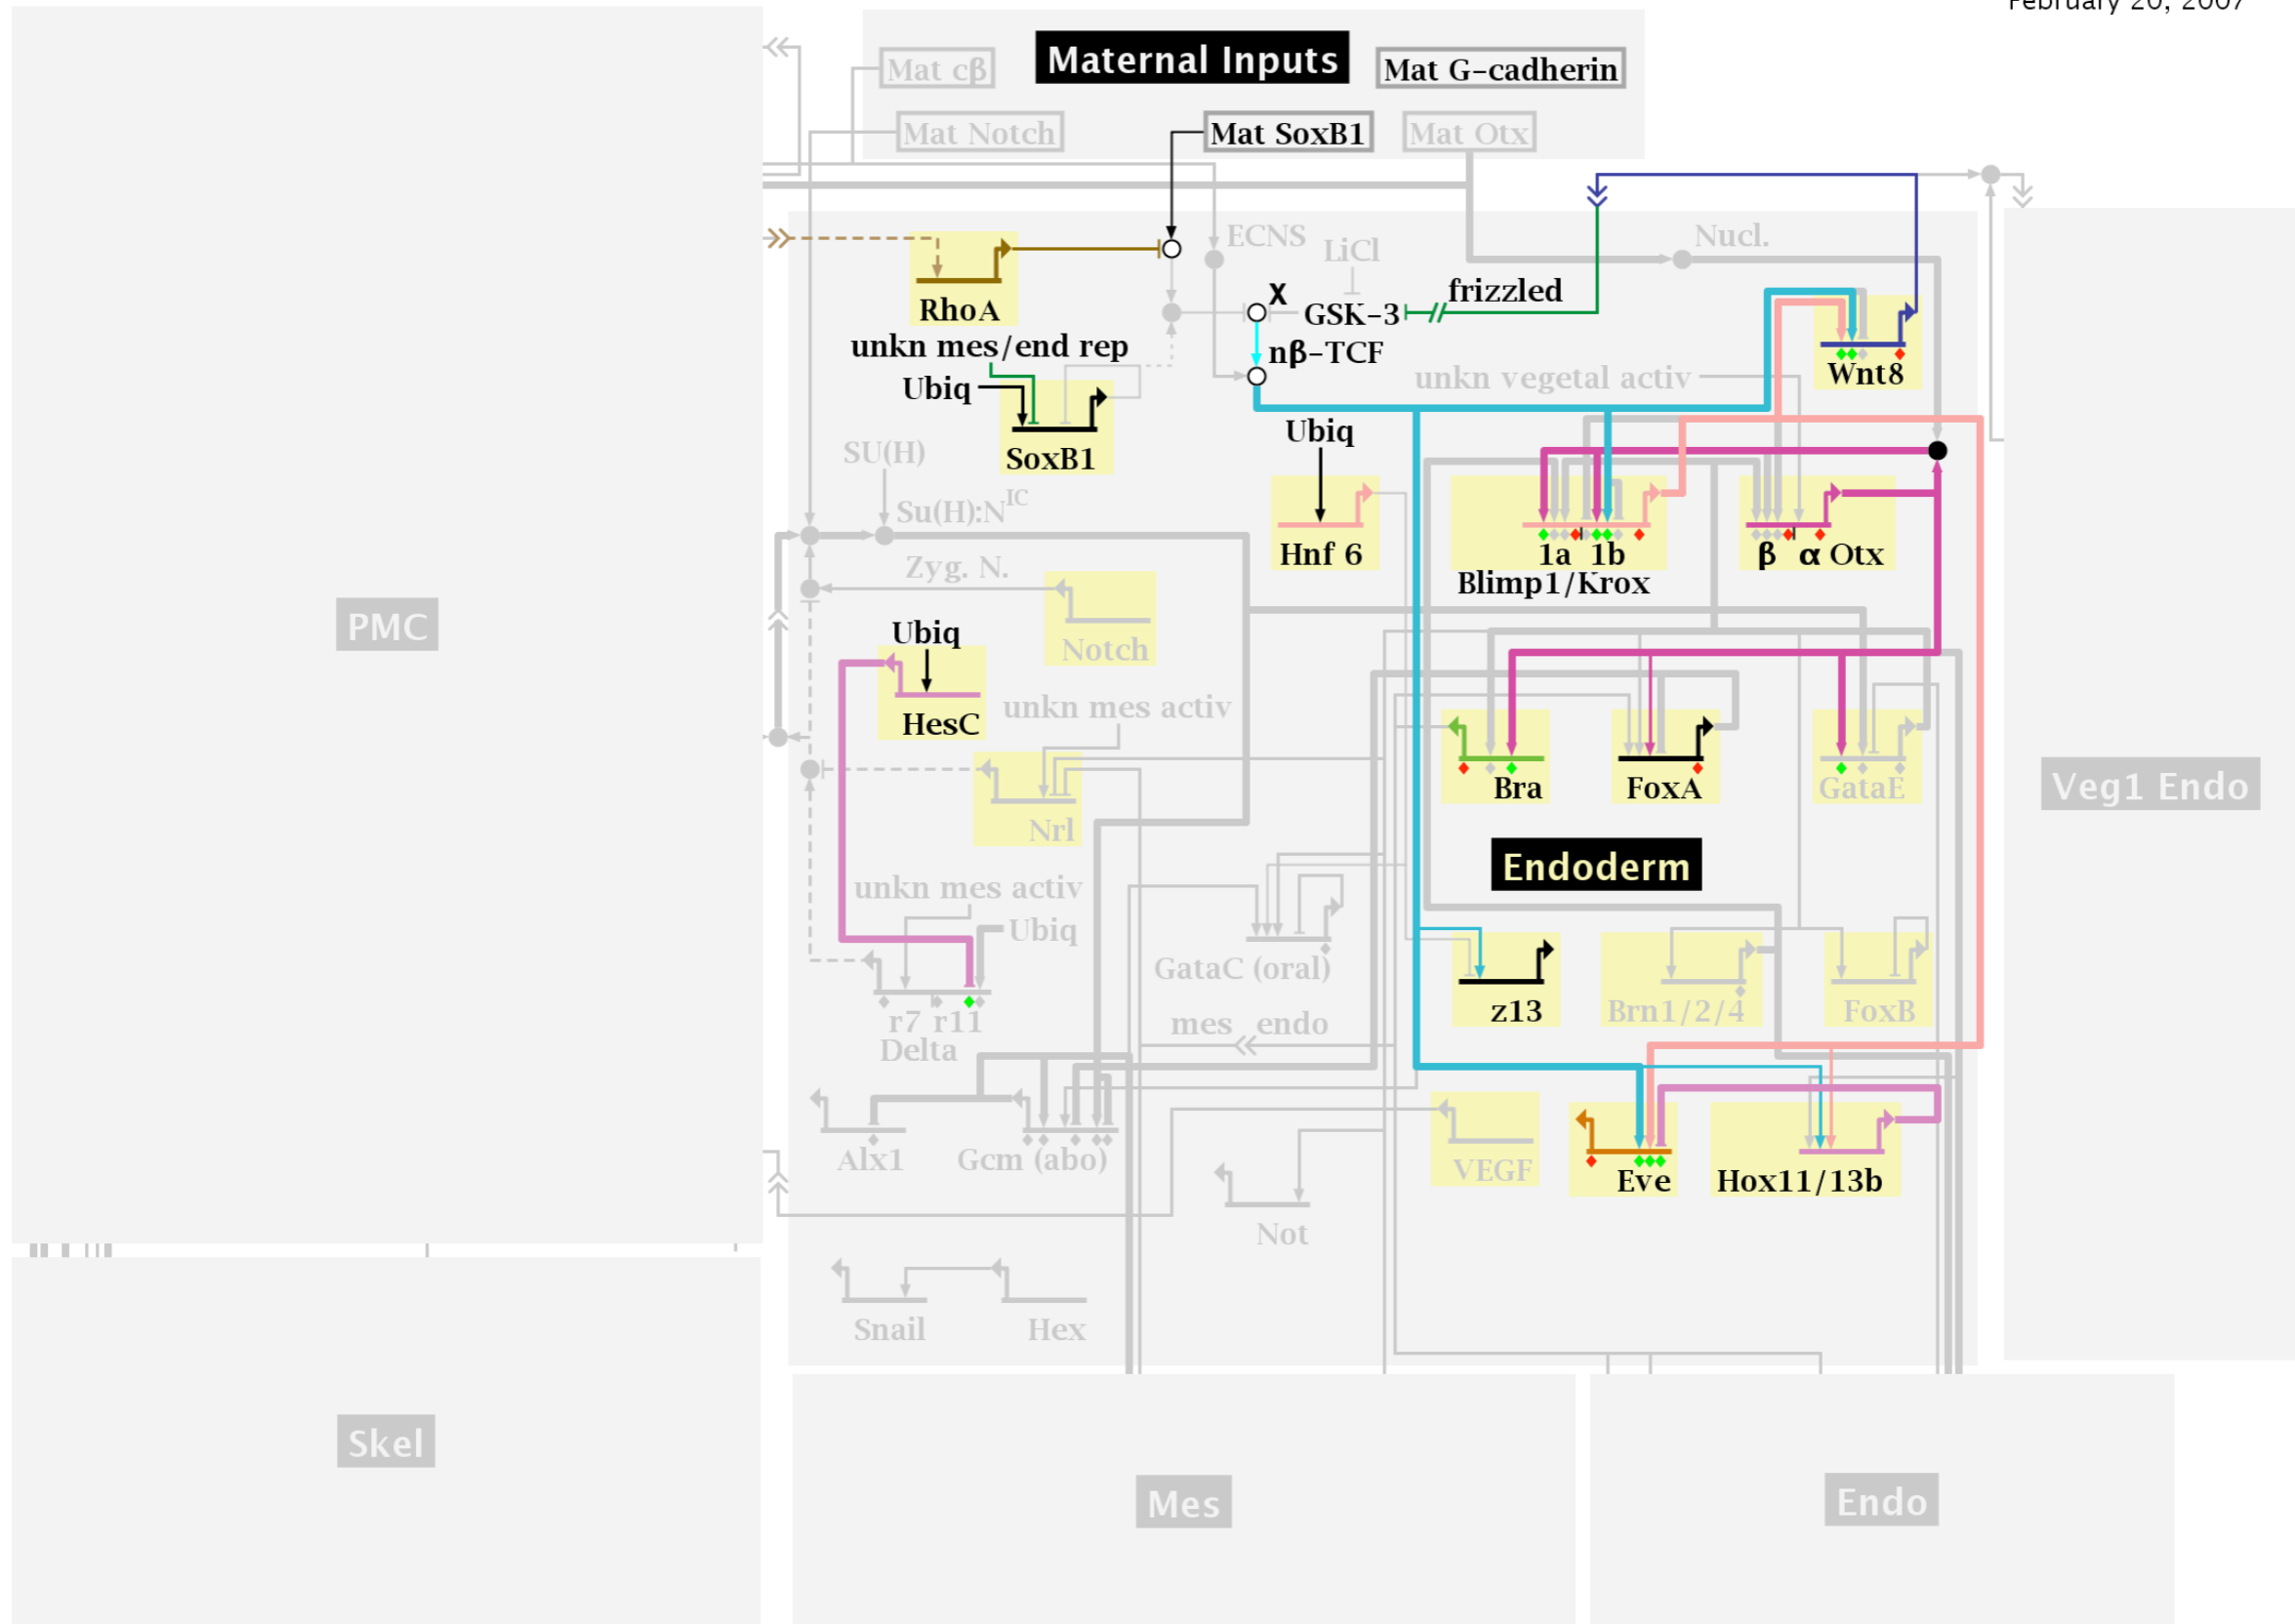 February 20, 2007
Maternal Inputs
Mat cβ
Mat G-cadherin
Mat Notch
Mat SoxB1
Mat Otx
ECNS
LiCl
Nucl.
RhoA
X
GSK-3
frizzled
nβ-TCF
unkn mes/end rep
Ubiq
SoxB1
unkn vegetal activ
Wnt8
Ubiq
SU(H)
Su(H):N^IC
Hnf 6
1a 1b
Blimp1/Krox
β α Otx
Zyg. N.
Notch
PMC
Ubiq
HesC
unkn mes activ
Nrl
Bra
FoxA
GataE
Veg1 Endo
Endoderm
unkn mes activ
Ubiq
r7 r11
Delta
GataC (oral)
mes endo
z13
Brn1/2/4
FoxB
Alx1
Gcm (abo)
VEGF
Eve
Hox11/13b
Not
Snail
Hex
Skel
Mes
Endo